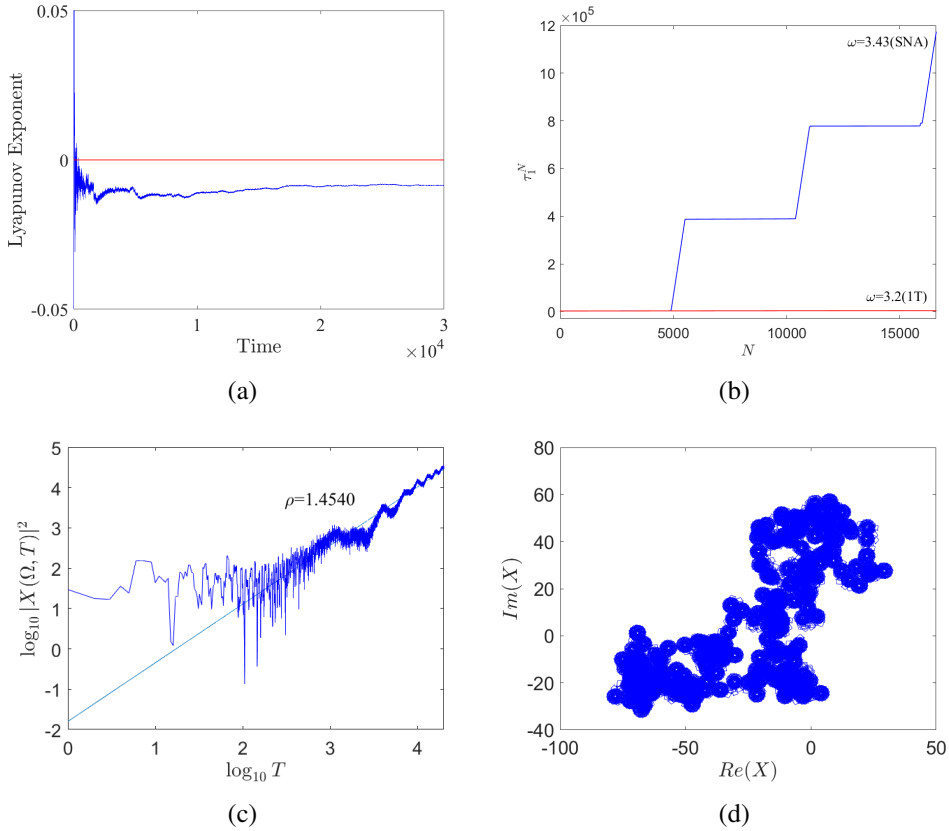 0.05
0
-0.05
Lyapunov Exponent
0
1
2
3
Time
×10⁴
(a)
×10⁵
12
10
8
6
4
2
0
τ₁ᴺ
ω=3.43(SNA)
ω=3.2(1T)
0
5000
10000
15000
N
(b)
5
4
3
2
1
0
-1
-2
log₁₀ |X(Ω, T)|²
ρ=1.4540
0
1
2
3
4
log₁₀ T
(c)
80
60
40
20
0
-20
-40
Im(X)
-100
-50
0
50
Re(X)
(d)